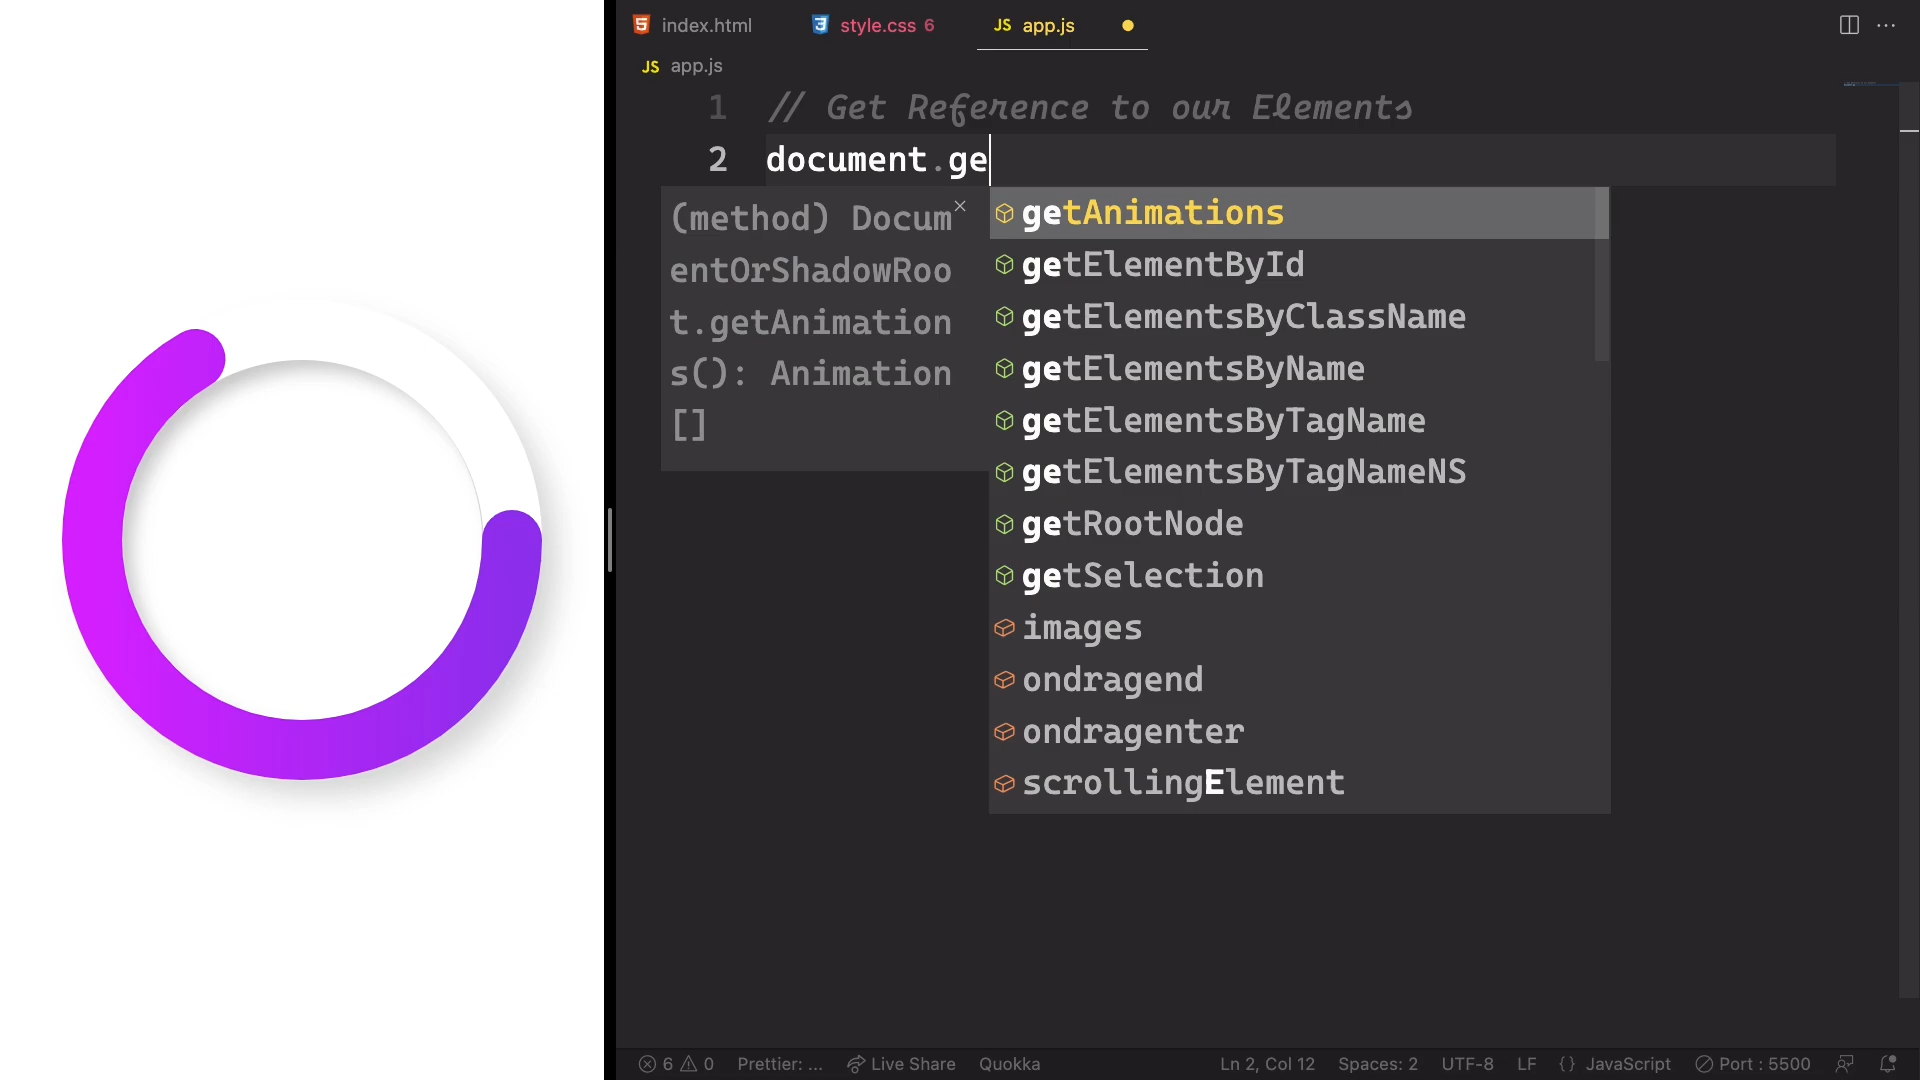 index.html
style.css 6
JS app.js
JS app.js
1 // Get Reference to our Elements
2 document.ge
(method) Docum
entOrShadowRoo
t.getAnimation
s(): Animation
[]
getAnimations
getElementById
getElementsByClassName
getElementsByName
getElementsByTagName
getElementsByTagNameNS
getRootNode
getSelection
images
ondragend
ondragenter
scrollingElement
6 0 Prettier: ... Live Share Quokka Ln 2, Col 12 Spaces: 2 UTF-8 LF {} JavaScript Port : 5500